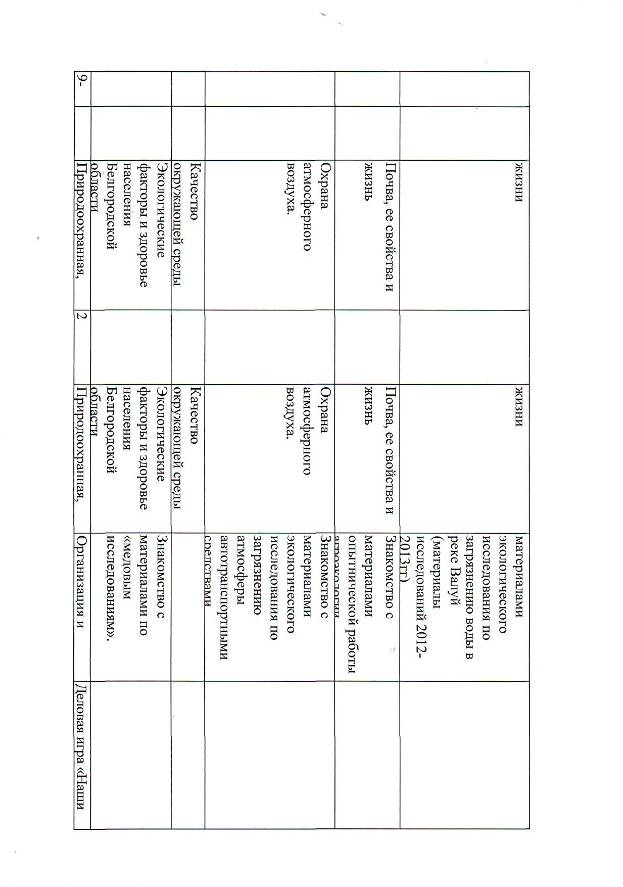 жизни
жизни
материалами
экологического
исследования по
загрязнению воды в
реке Валуй
(материалы
исследований 2012-
2013гг)
Почва, ее свойства и
жизнь
Почва, ее свойства и
жизнь
Знакомство с
материалами
опытнической работы
агроэкологии
Охрана
атмосферного
воздуха.
Охрана
атмосферного
воздуха.
Знакомство с
материалами
экологического
исследования по
загрязнению
атмосферы
автотранспортными
средствами
Качество
окружающей среды
Качество
окружающей среды
Экологические
факторы и здоровье
населения
Белгородской
области
Экологические
факторы и здоровье
населения
Белгородской
области
Знакомство с
материалами по
«медовым
исследованиям».
9-
Природоохранная,
2
Природоохранная,
Организация и
Деловая игра «Наши